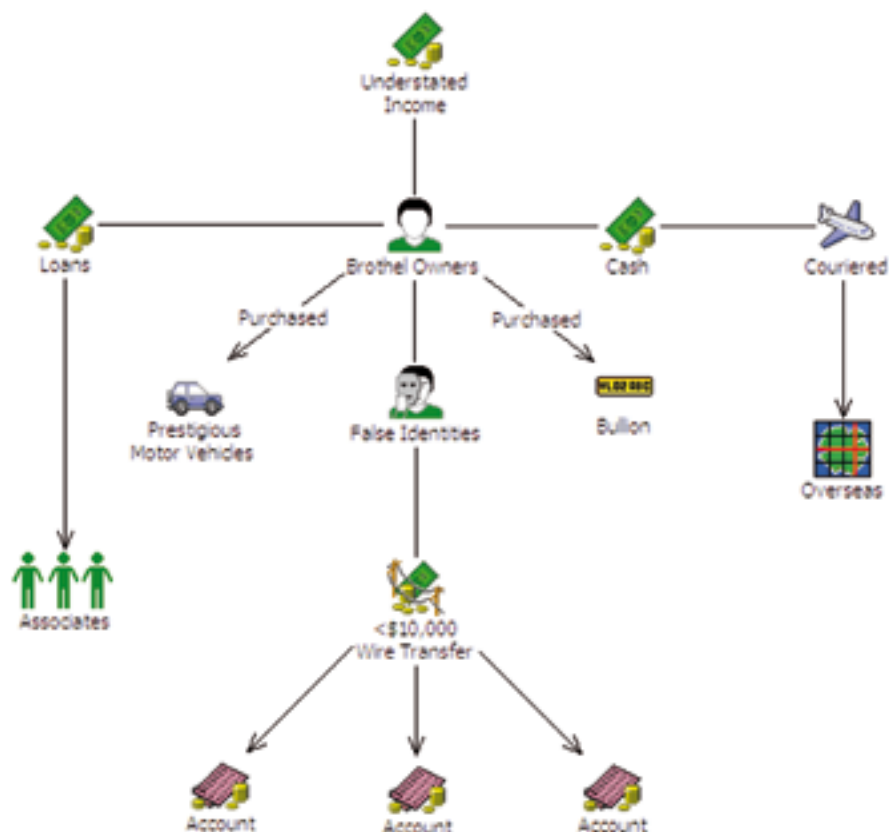 Understated
Income
Loans
Brothel Owners
Cash
Couriered
Purchased
Purchased
Prestigious
Motor Vehicles
False Identities
Bullion
Overseas
Associates
<$10,000
Wire Transfer
Account
Account
Account